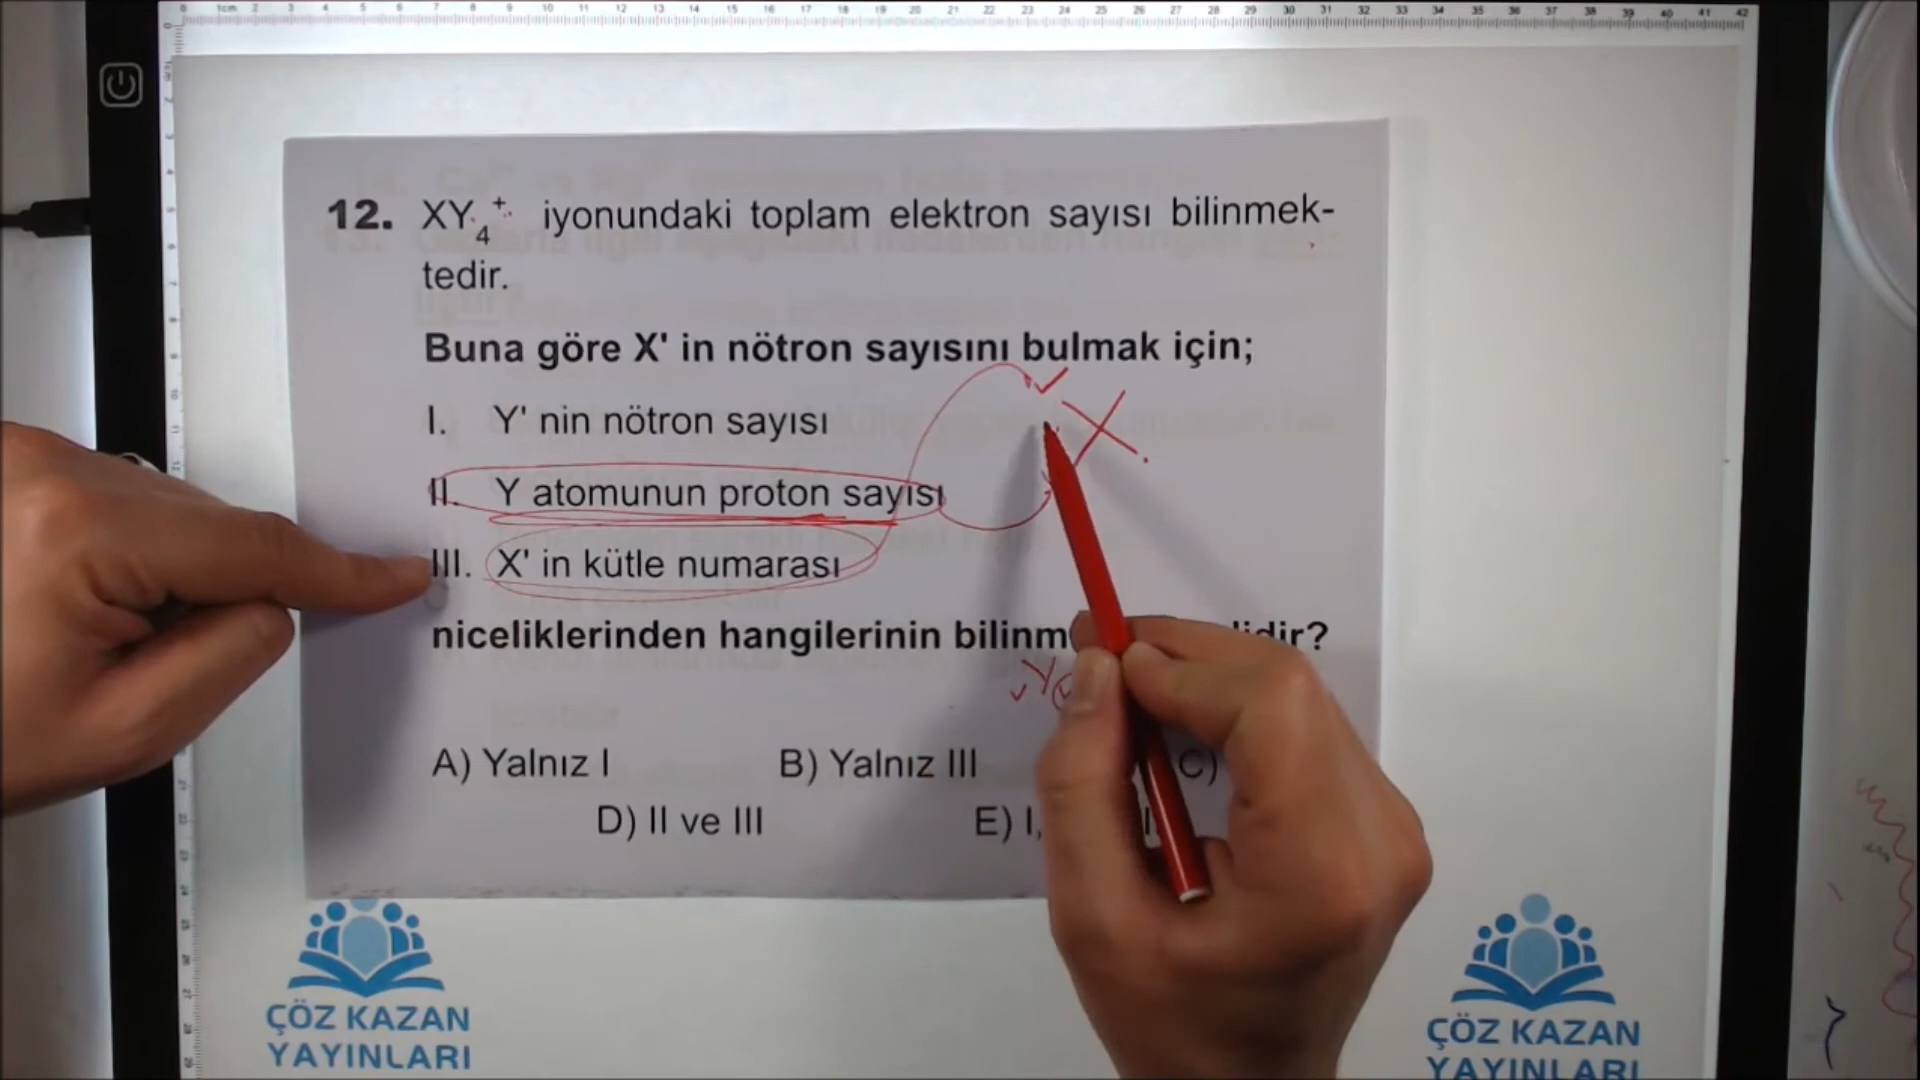 12. XY₄⁺ iyonundaki toplam elektron sayısı bilinmek-
tedir.
Buna göre X' in nötron sayısını bulmak için;
I. Y' nin nötron sayısı
II. Y atomunun proton sayısı
III. X' in kütle numarası
niceliklerinden hangilerinin
A) Yalnız I B) Yalnız III C)
D) II ve III E) I,
ÇÖZ KAZAN
YAYINLARI
ÇÖZ KAZAN
YAYINLARI